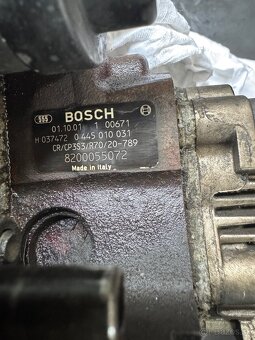 BOSCH
01.10.01 1 00671
H 037472 0 445 010 031
CR/CP3S3/R70/20-789
8200055072
Made in Italy